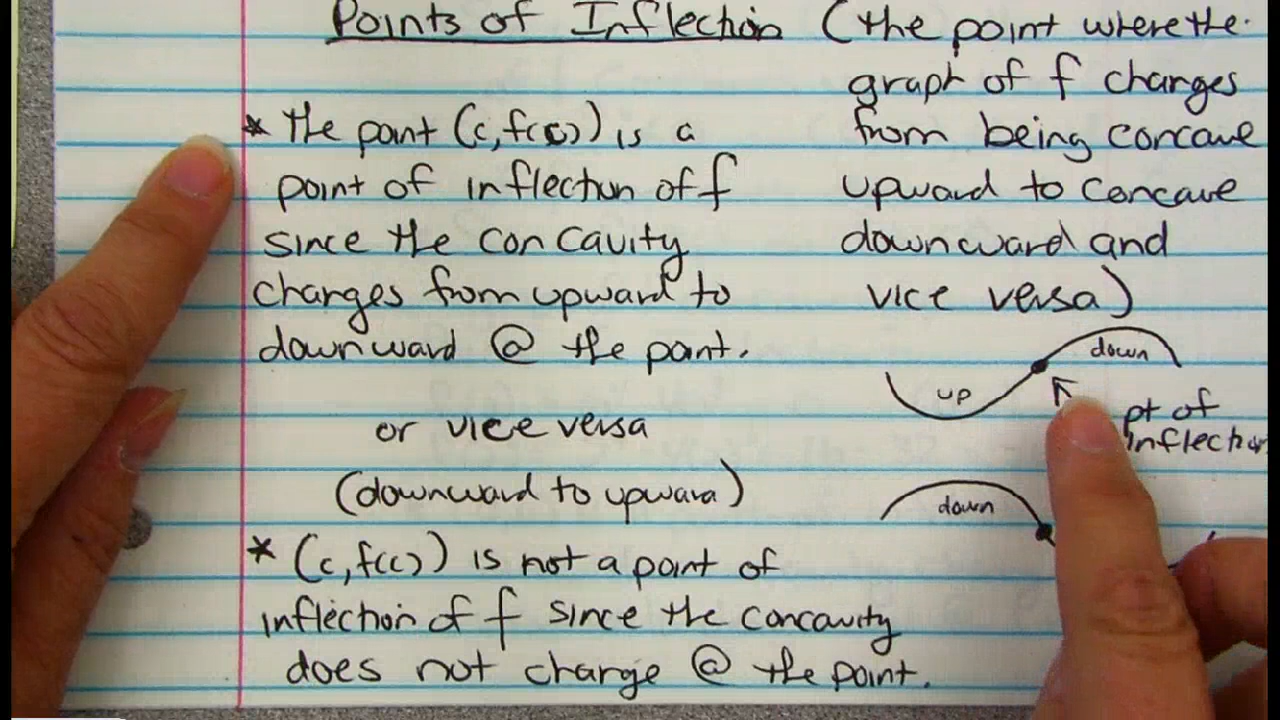 Points of Inflection (the point where the
graph of f changes
from being concave
upward to concave
downward and
vice versa)
* the point (c, f(c)) is a
point of inflection of f
since the concavity
changes from upward to
downward @ the point.
or vice versa
(downward to upward)
* (c, f(c)) is not a point of
inflection of f since the concavity
does not change @ the point.
up
down
pt of
inflection
down